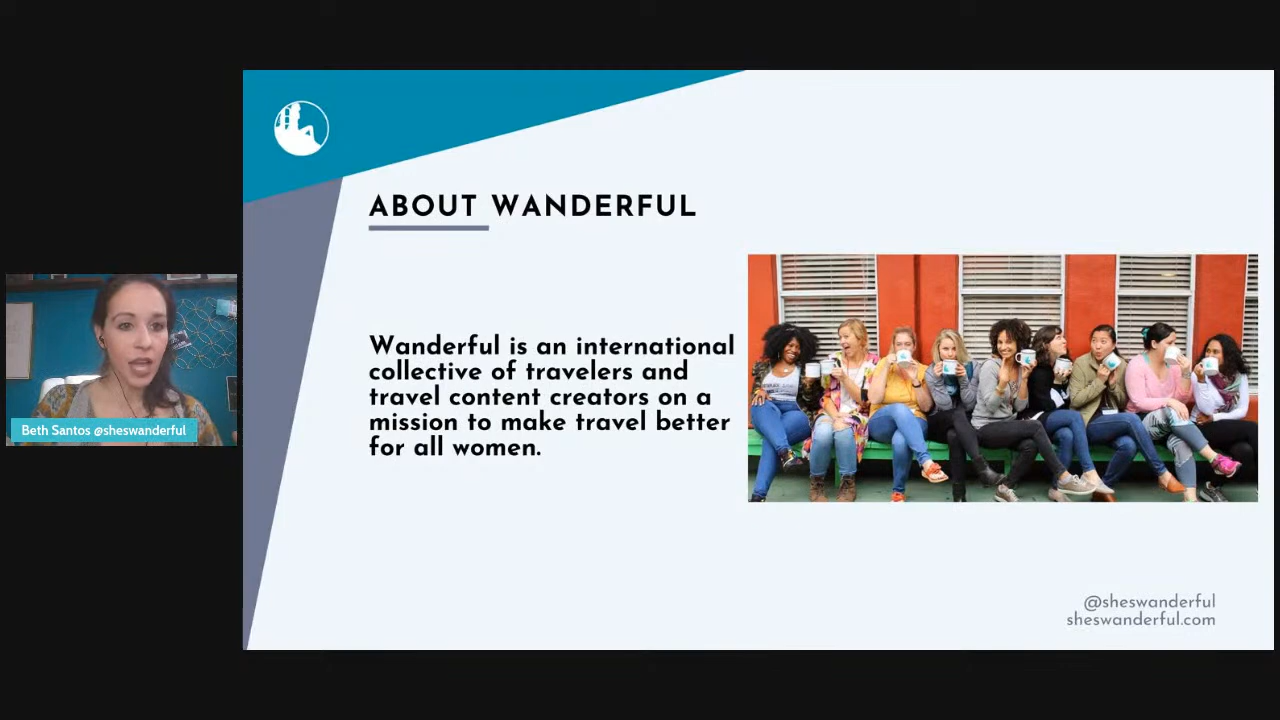 ABOUT WANDERFUL
Wanderful is an international
collective of travelers and
travel content creators on a
mission to make travel better
for all women.
Beth Santos @sheswanderful
@sheswanderful
sheswanderful.com